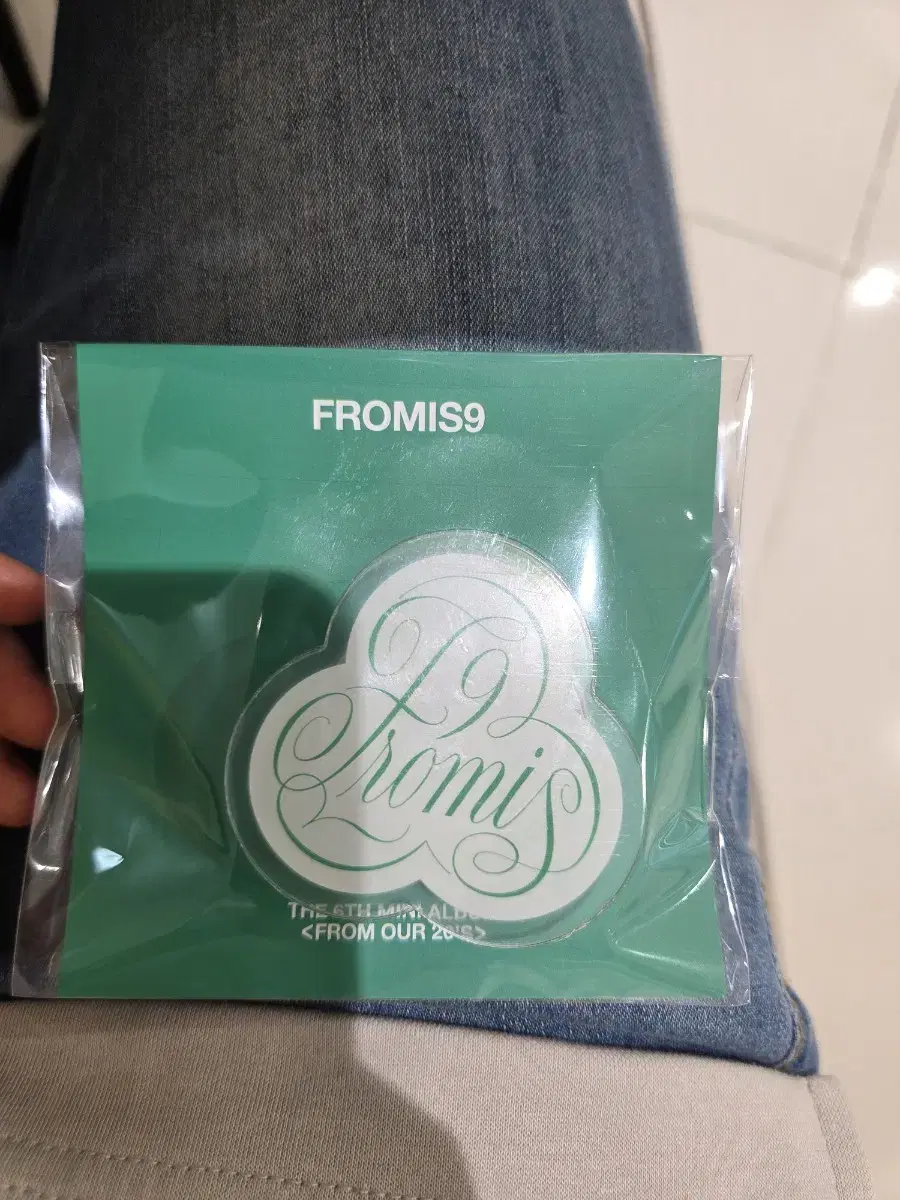 FROMIS9
9
Fromis
THE 6TH MINI ALBUM
<FROM OUR 20'S>